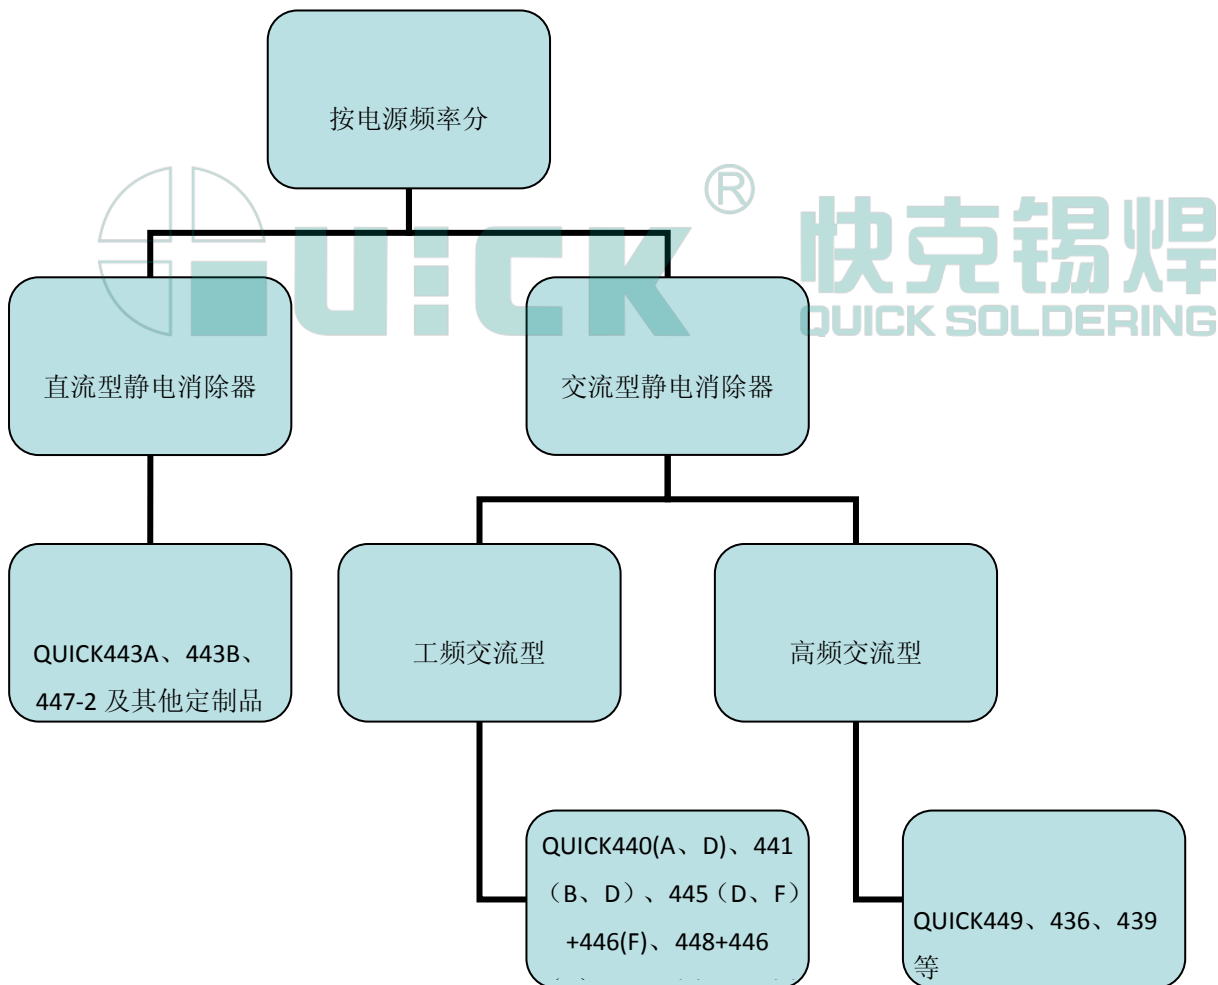 按电源频率分
®
QUICK
快克锡焊
QUICK SOLDERING
直流型静电消除器
交流型静电消除器
QUICK443A、443B、
447-2 及其他定制品
工频交流型
高频交流型
QUICK440(A、D)、441
（B、D）、445（D、F）
+446(F)、448+446
QUICK449、436、439
等